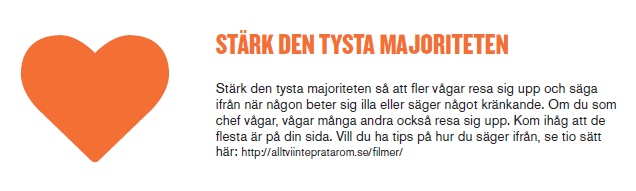 STÄRK DEN TYSTA MAJORITETEN
Stärk den tysta majoriteten så att fler vågar resa sig upp och säga
ifrån när någon beter sig illa eller säger något kränkande. Om du som
chef vågar, vågar många andra också resa sig upp. Kom ihåg att de
flesta är på din sida. Vill du ha tips på hur du säger ifrån, se tio sätt
här: http://alltviintepratarom.se/filmer/